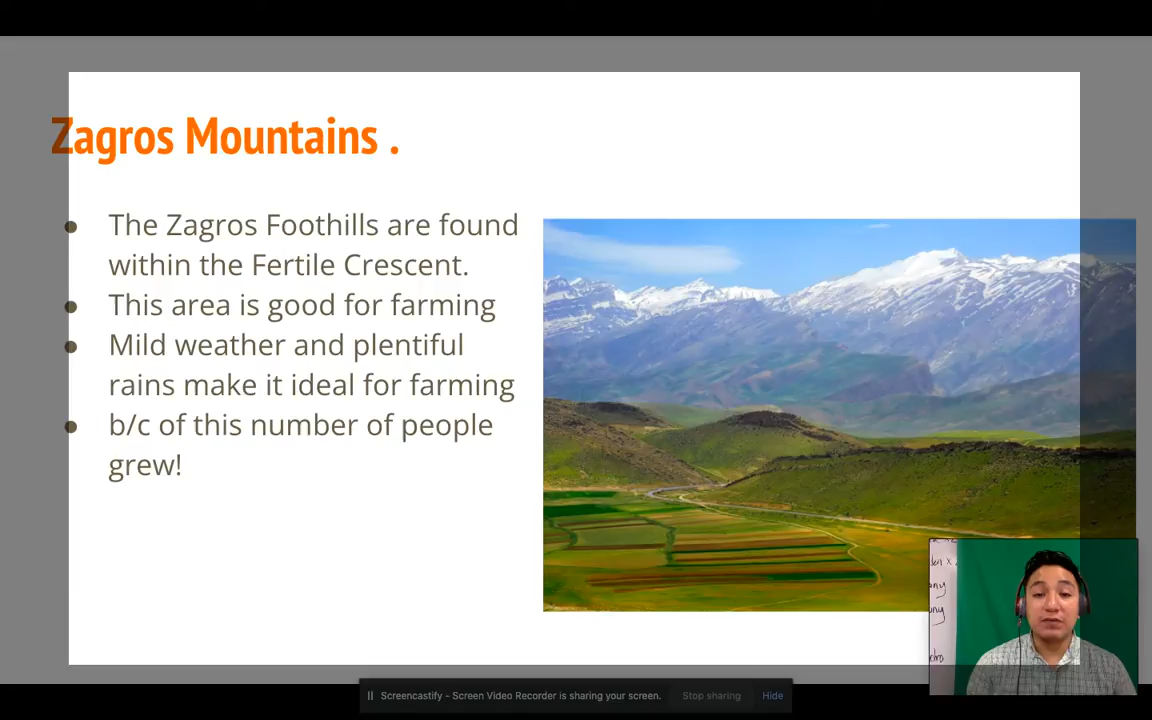 Zagros Mountains .
● The Zagros Foothills are found
within the Fertile Crescent.
● This area is good for farming
● Mild weather and plentiful
rains make it ideal for farming
● b/c of this number of people
grew!
Screencastify - Screen Video Recorder is sharing your screen. Stop sharing Hide